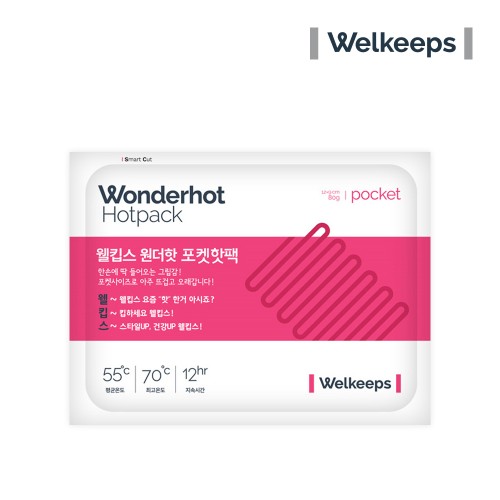 Welkeeps
Smart Cut
Wonderhot
Hotpack
80g
pocket
웰킵스 원더핫 포켓핫팩
한손에 딱 들어오는 그립감!
포켓사이즈로 아주 뜨겁고 오래갑니다!
웰 ~ 웰킵스 요즘 "핫" 한거 아시죠?
킵 ~ 킵하세요 웰킵스!
스 ~ 스타일UP, 건강UP 웰킵스!
55℃ 70℃ 12hr
평균온도 최고온도 지속시간
Welkeeps